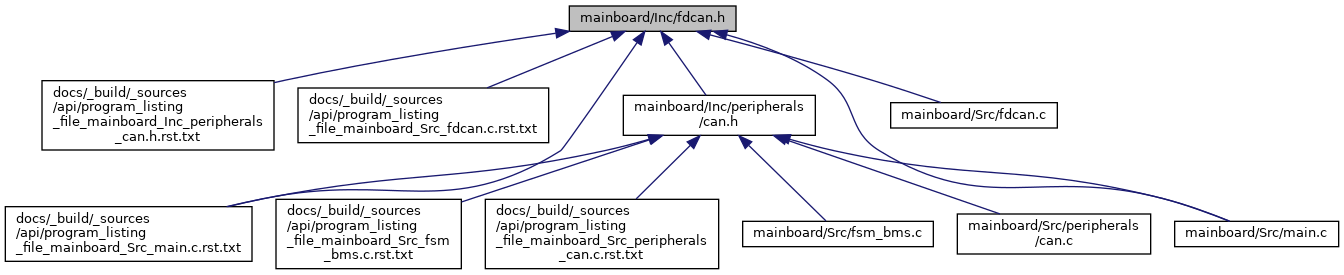 mainboard/Inc/fdcan.h
docs/_build/_sources
/api/program_listing
_file_mainboard_Inc_peripherals
_can.h.rst.txt
docs/_build/_sources
/api/program_listing
_file_mainboard_Src_fdcan.c.rst.txt
mainboard/Inc/peripherals
/can.h
mainboard/Src/fdcan.c
docs/_build/_sources
/api/program_listing
_file_mainboard_Src_main.c.rst.txt
docs/_build/_sources
/api/program_listing
_file_mainboard_Src_fsm
_bms.c.rst.txt
docs/_build/_sources
/api/program_listing
_file_mainboard_Src_peripherals
_can.c.rst.txt
mainboard/Src/fsm_bms.c
mainboard/Src/peripherals
/can.c
mainboard/Src/main.c